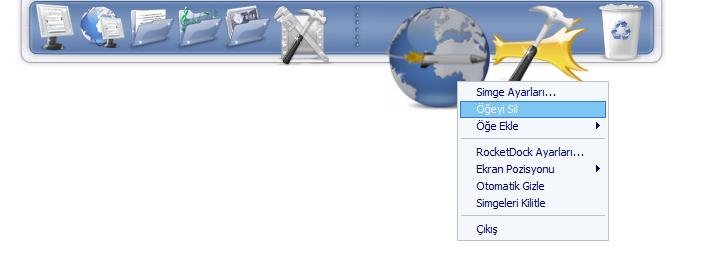 Simge Ayarları...
Öğeyi Sil
Öğe Ekle
RocketDock Ayarları...
Ekran Pozisyonu
Otomatik Gizle
Simgeleri Kilitle
Çıkış